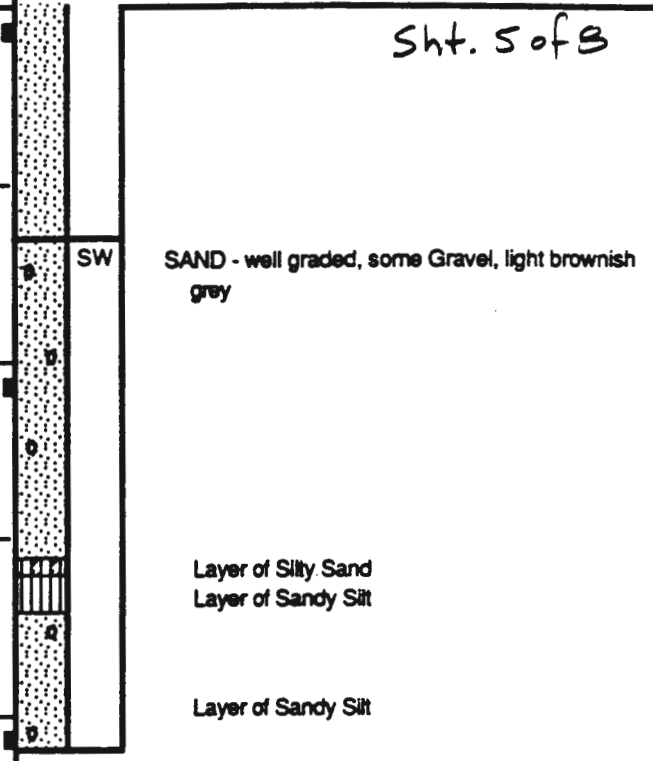 Sht. 5 of 8
SW
SAND - well graded, some Gravel, light brownish
grey
Layer of Silty Sand
Layer of Sandy Silt
Layer of Sandy Silt